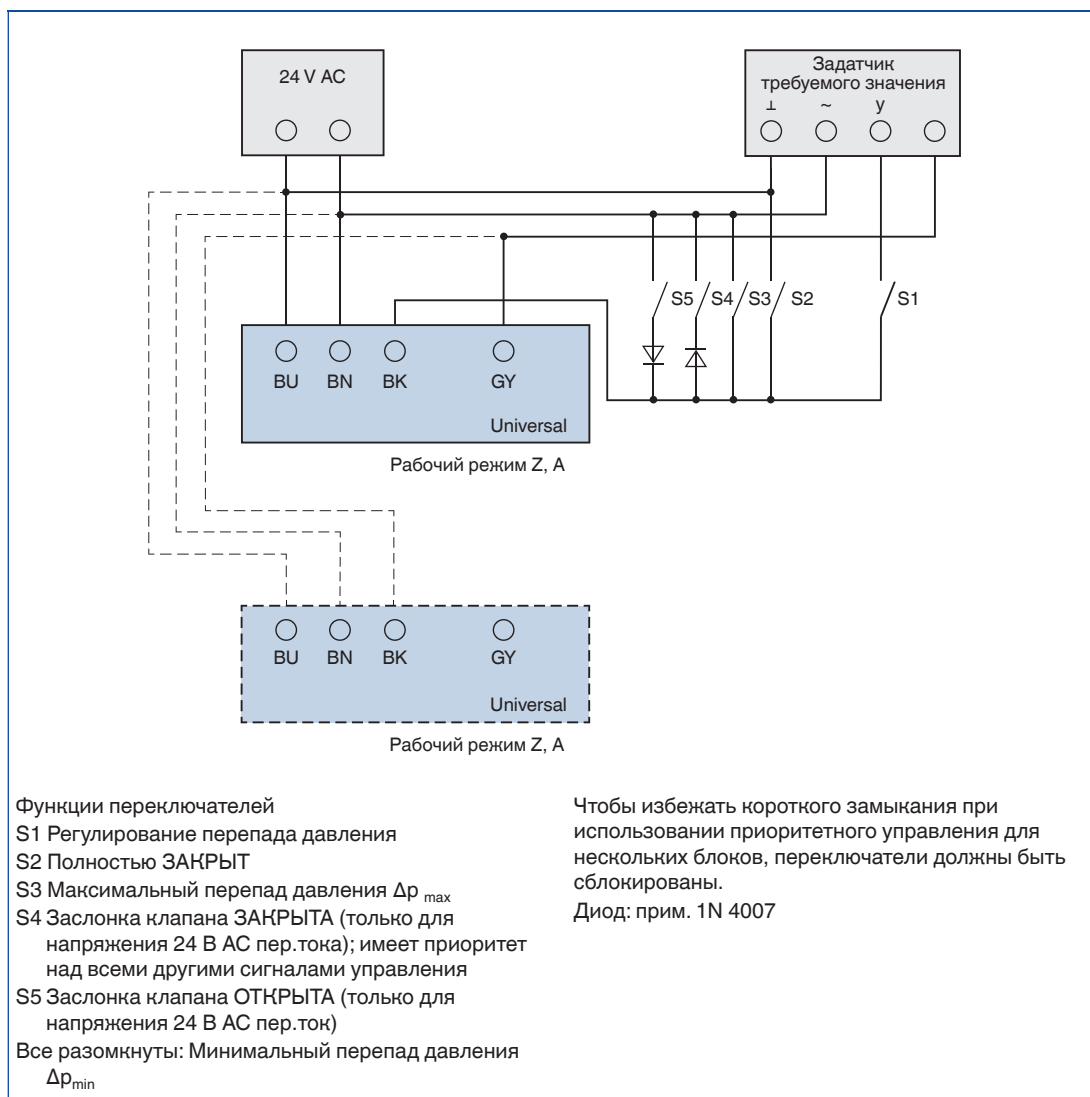 24 V AC
Задатчик
требуемого значения
⊥ ~ y
S5 S4 S3 S2 S1
BU BN BK GY
Universal
Рабочий режим Z, A
BU BN BK GY
Universal
Рабочий режим Z, A
Функции переключателей
S1 Регулирование перепада давления
S2 Полностью ЗАКРЫТ
S3 Максимальный перепад давления Δp max
S4 Заслонка клапана ЗАКРЫТА (только для
напряжения 24 В AC пер.тока); имеет приоритет
над всеми другими сигналами управления
S5 Заслонка клапана ОТКРЫТА (только для
напряжения 24 В AC пер.ток)
Все разомкнуты: Минимальный перепад давления
Δpmin
Чтобы избежать короткого замыкания при
использовании приоритетного управления для
нескольких блоков, переключатели должны быть
сблокированы.
Диод: прим. 1N 4007